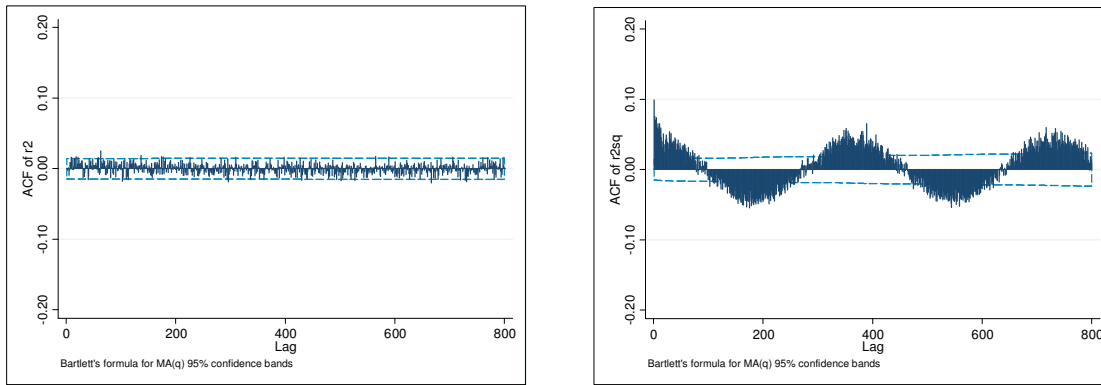 ACF of r2
0.20
0.10
0.00
-0.10
-0.20
0 200 400 600 800
Lag
Bartlett's formula for MA(q) 95% confidence bands
ACF of r2sq
0.20
0.10
0.00
-0.10
-0.20
0 200 400 600 800
Lag
Bartlett's formula for MA(q) 95% confidence bands